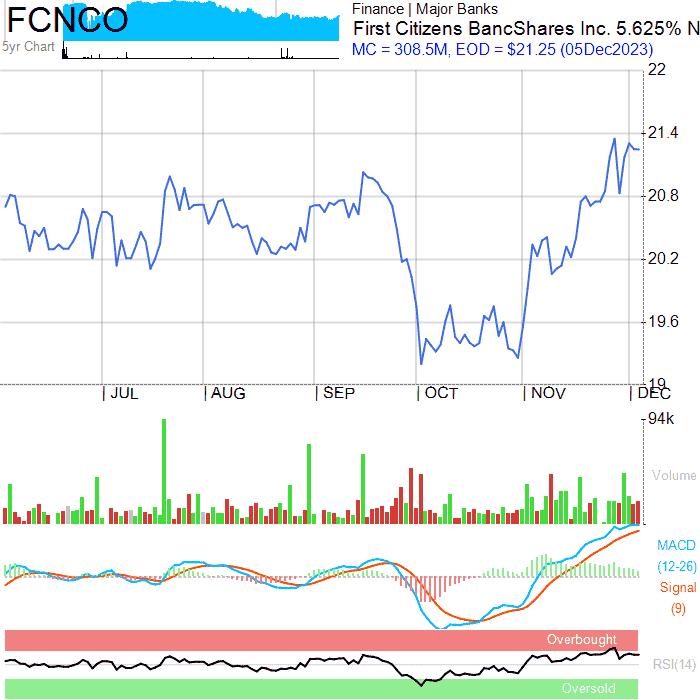 FCNCO
5yr Chart
Finance | Major Banks
First Citizens BancShares Inc. 5.625% N
MC = 308.5M, EOD = $21.25 (05Dec2023)
22
21.4
20.8
20.2
19.6
19
| JUL | AUG | SEP | OCT | NOV | DEC
94k
Volume
MACD
(12-26)
Signal
(9)
Overbought
RSI(14)
Oversold